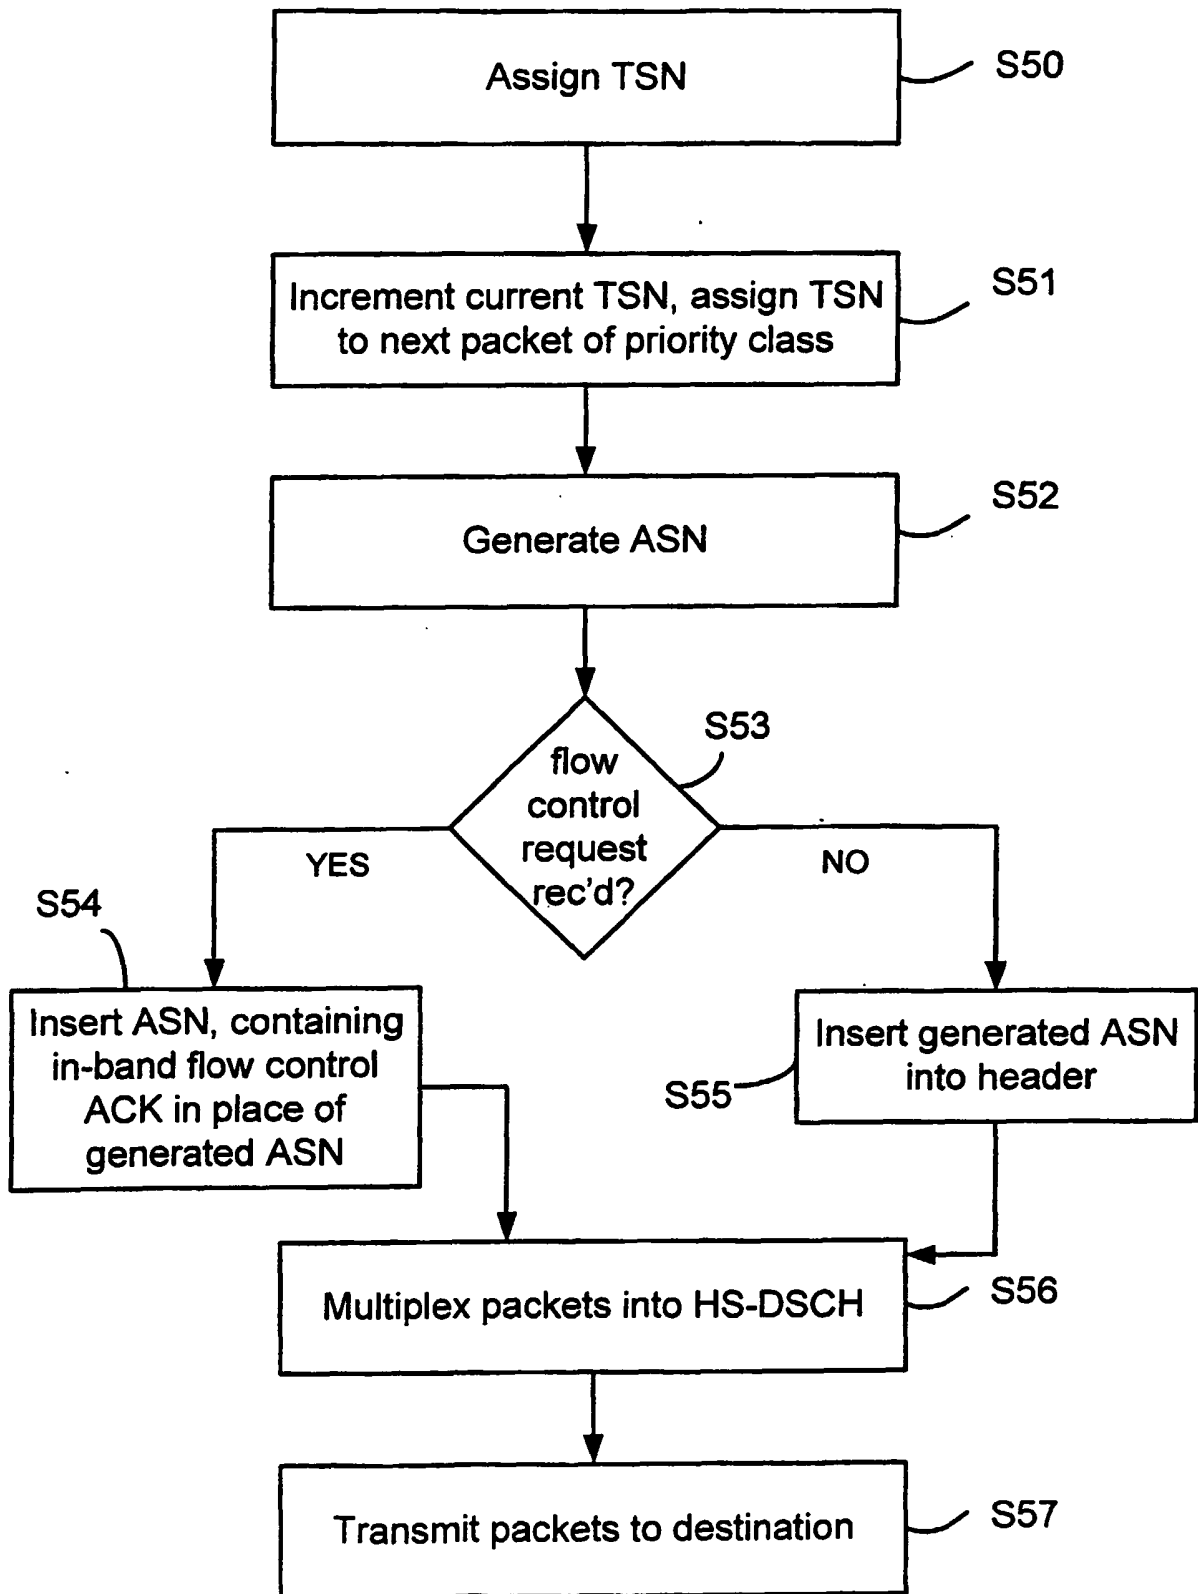 Assign TSN
S50
Increment current TSN, assign TSN
to next packet of priority class
S51
Generate ASN
S52
flow
control
request
rec'd?
S53
YES
NO
S54
Insert ASN, containing
in-band flow control
ACK in place of
generated ASN
Insert generated ASN
into header
S55
Multiplex packets into HS-DSCH
S56
Transmit packets to destination
S57